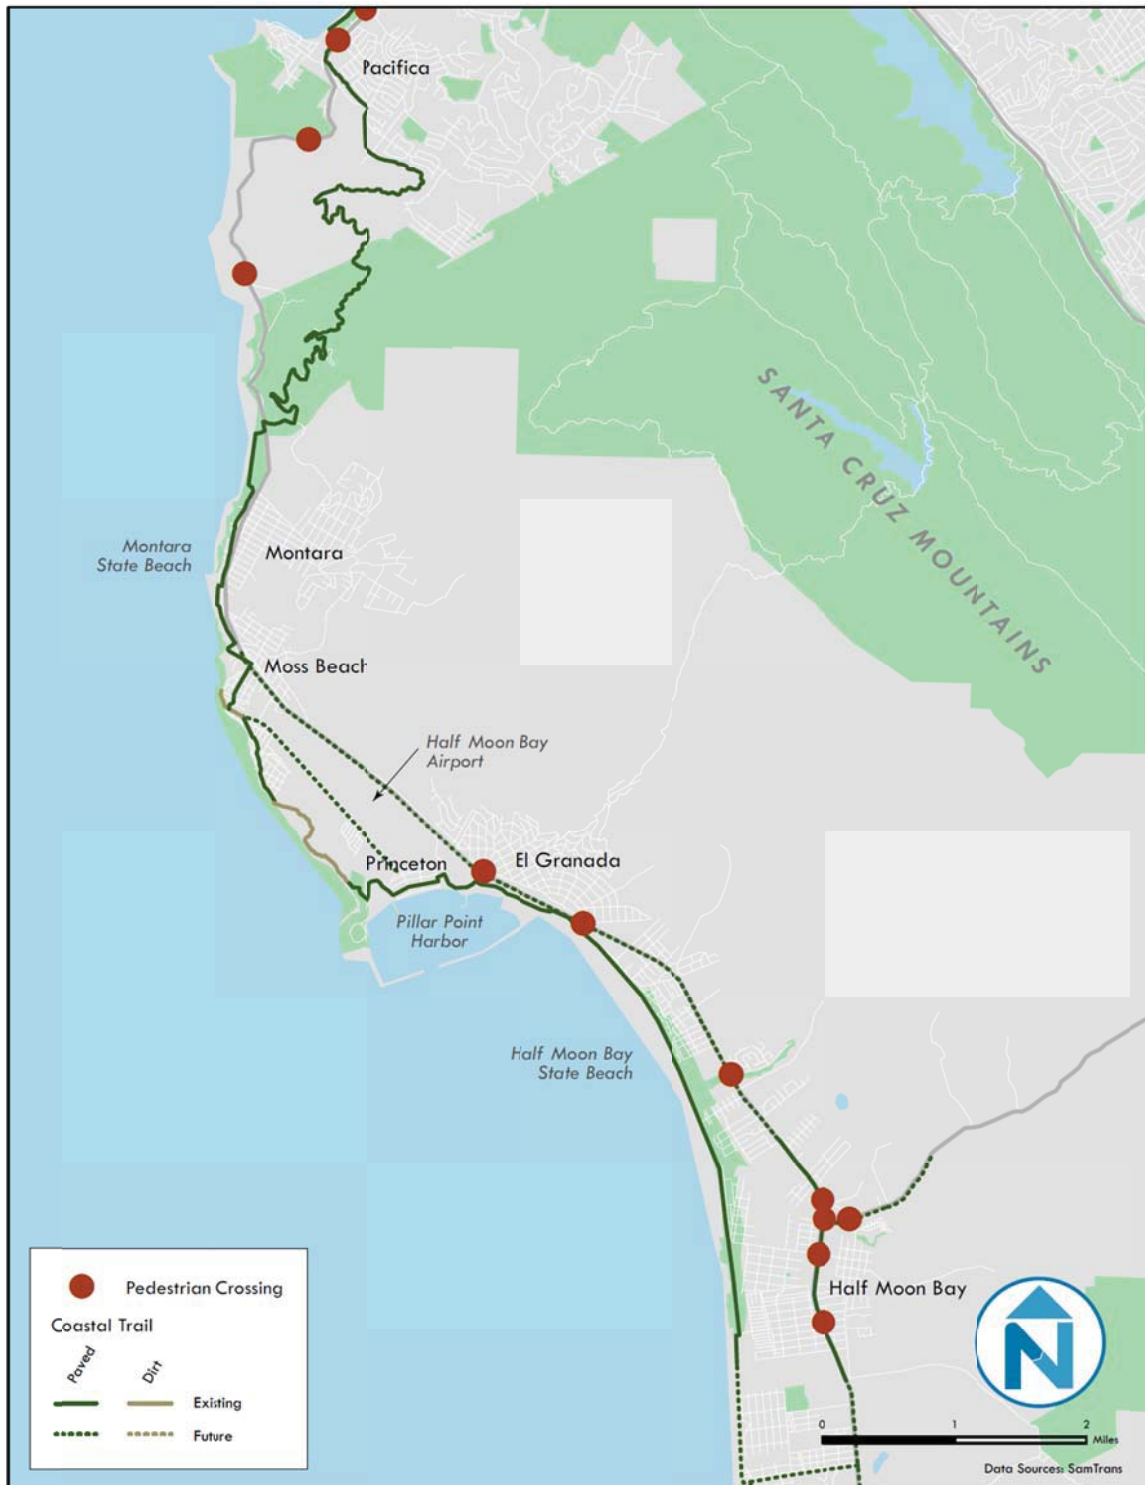 Pacifica
SANTA CRUZ MOUNTAINS
Montara
State Beach
Montara
Moss Beach
Half Moon Bay
Airport
Princeton
El Granada
Pillar Point
Harbor
Half Moon Bay
State Beach
Half Moon Bay
Pedestrian Crossing
Coastal Trail
Paved
Dirt
Existing
Future
N
0 1 2
Miles
Data Sources: SamTrans